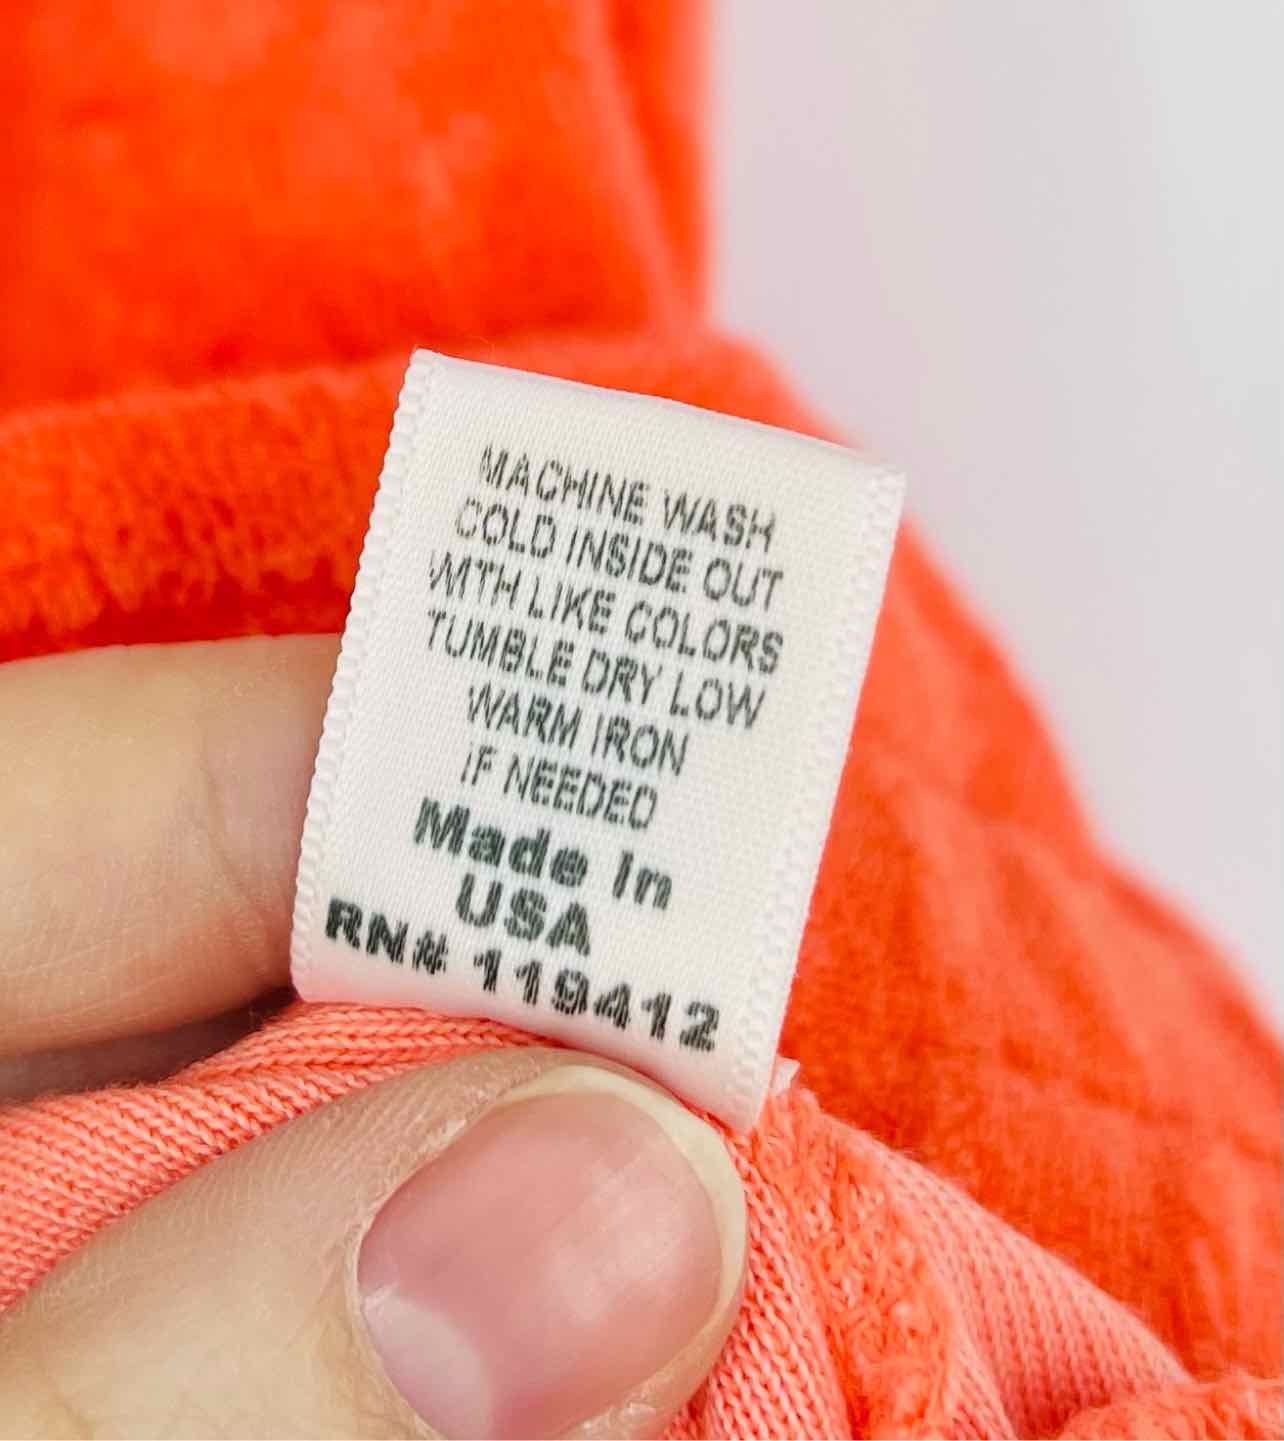 MACHINE WASH
COLD INSIDE OUT
WITH LIKE COLORS
TUMBLE DRY LOW
WARM IRON
IF NEEDED
Made In
USA
RN# 119412